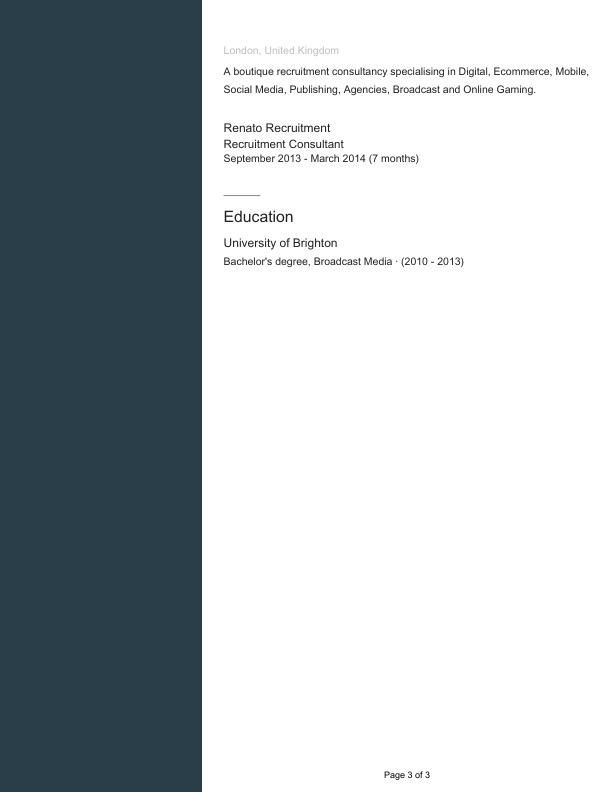 London, United Kingdom
A boutique recruitment consultancy specialising in Digital, Ecommerce, Mobile,
Social Media, Publishing, Agencies, Broadcast and Online Gaming.
Renato Recruitment
Recruitment Consultant
September 2013 - March 2014 (7 months)
Education
University of Brighton
Bachelor's degree, Broadcast Media · (2010 - 2013)
Page 3 of 3